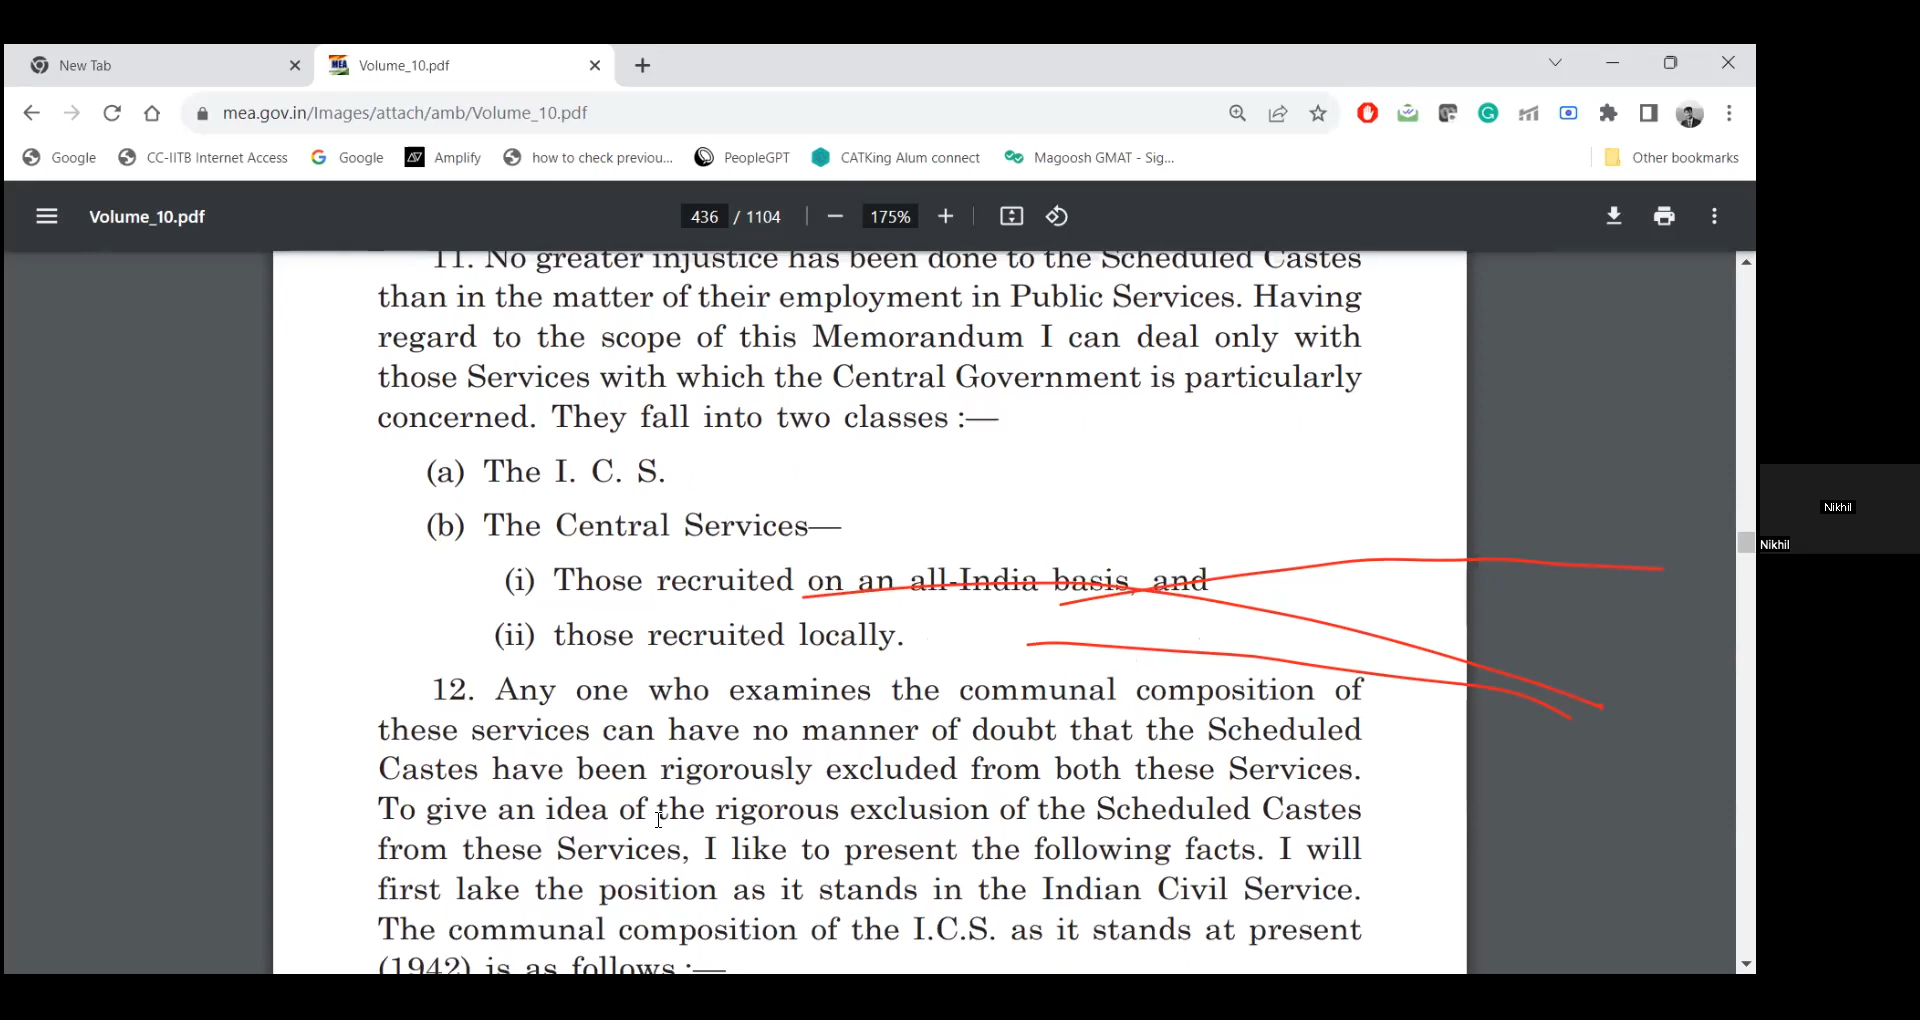 New Tab
Volume_10.pdf
mea.gov.in/Images/attach/amb/Volume_10.pdf
Google CC-IITB Internet Access Google Amplify how to check previou... PeopleGPT CATKing Alum connect Magoosh GMAT - Sig... Other bookmarks
Volume_10.pdf 436 / 1104 175%
11. No greater injustice has been done to the Scheduled Castes
than in the matter of their employment in Public Services. Having
regard to the scope of this Memorandum I can deal only with
those Services with which the Central Government is particularly
concerned. They fall into two classes :—
(a) The I. C. S.
(b) The Central Services—
(i) Those recruited on an all-India basis, and
(ii) those recruited locally.
12. Any one who examines the communal composition of
these services can have no manner of doubt that the Scheduled
Castes have been rigorously excluded from both these Services.
To give an idea of the rigorous exclusion of the Scheduled Castes
from these Services, I like to present the following facts. I will
first lake the position as it stands in the Indian Civil Service.
The communal composition of the I.C.S. as it stands at present
(1942) is as follows :—
Nikhil
Nikhil